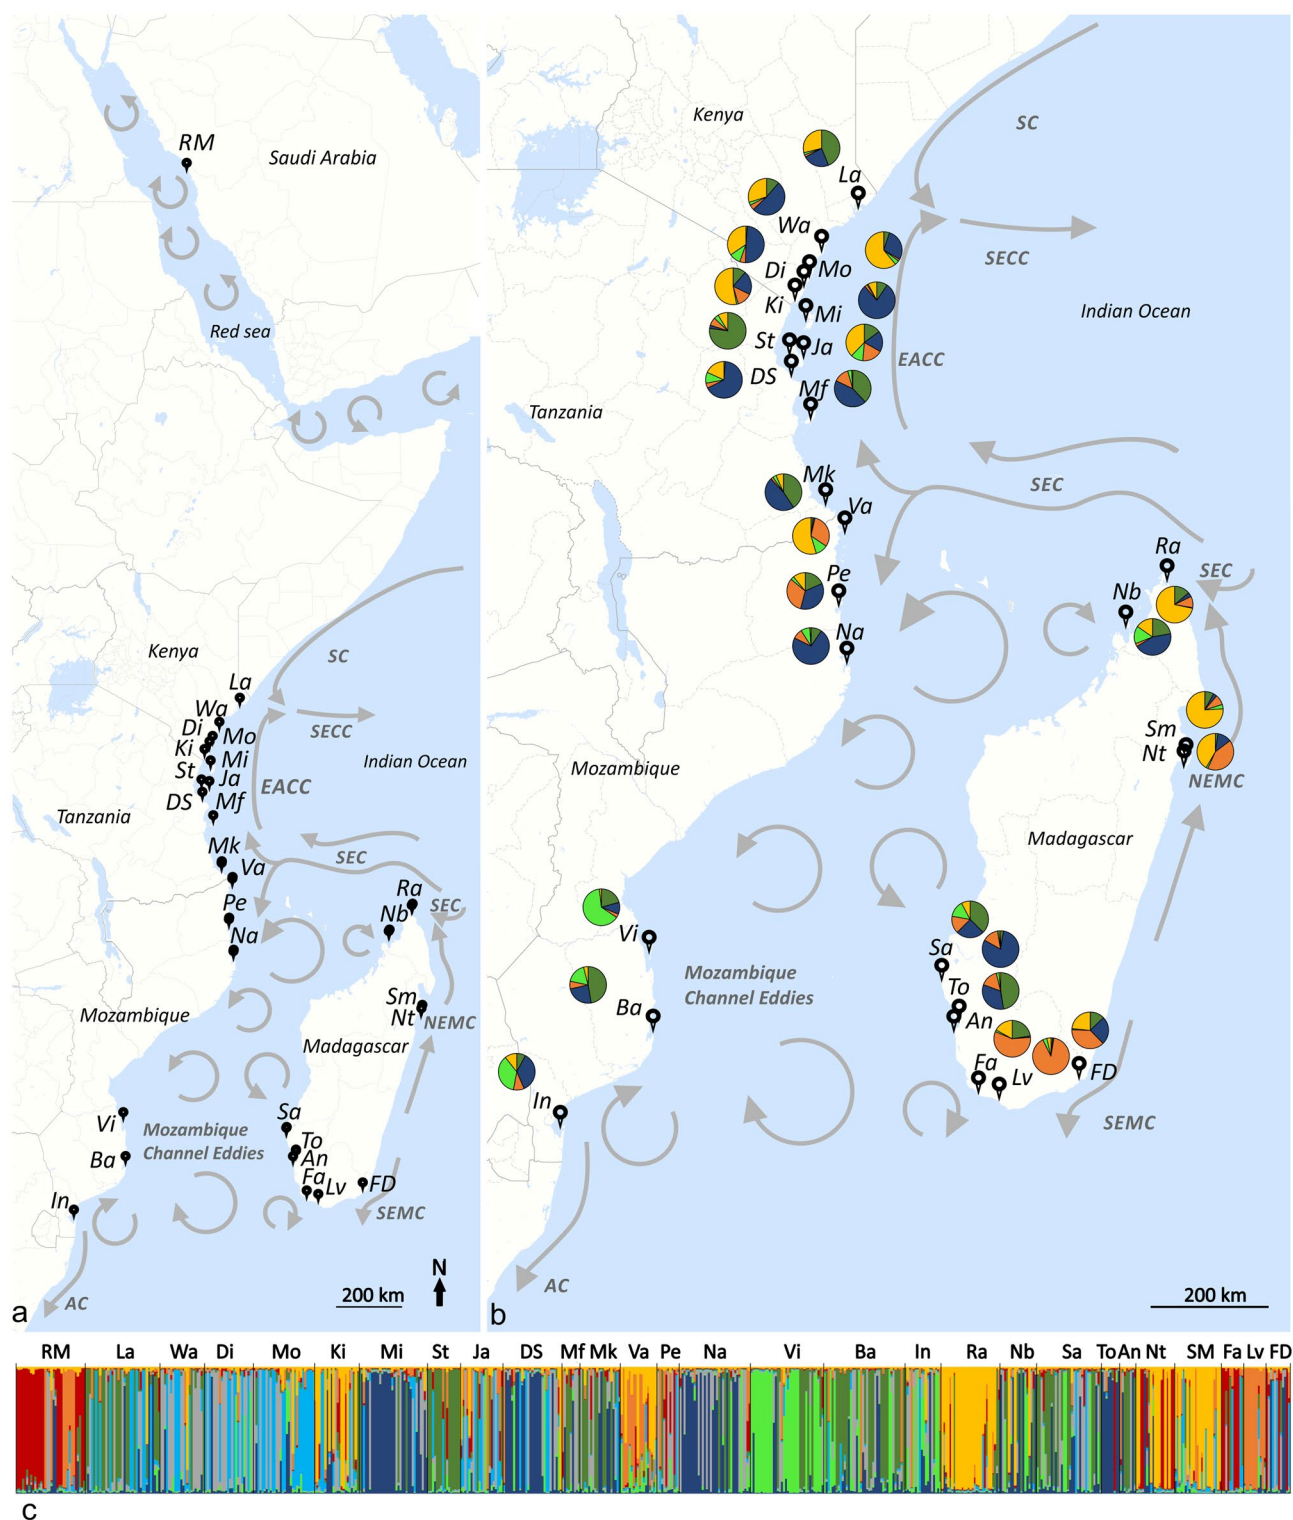 RM
Saudi Arabia
Red sea
Kenya
SC
La
Wa
Di
Mo
SECC
Ki
Mi
Indian Ocean
St
Ja
EACC
DS
Mf
Tanzania
Mk
SEC
Va
Ra
Pe
SEC
Nb
Na
Sm
Mozambique
Nt
NEMC
Madagascar
Sa
Vi
Mozambique
Channel Eddies
To
Ba
An
Fa
Lv
FD
In
SEMC
N
200 km
AC
a
Kenya
SC
La
Wa
SECC
Di
Mo
Ki
Mi
Indian Ocean
St
Ja
EACC
DS
Mf
Tanzania
Mk
SEC
Va
Ra
Pe
SEC
Nb
Na
Sm
Nt
Mozambique
NEMC
Madagascar
Vi
Sa
Mozambique
Channel Eddies
To
Ba
An
Fa
Lv
FD
In
SEMC
AC
200 km
b
RM La Wa Di Mo Ki Mi St Ja DS Mf Mk Va Pe Na Vi Ba In Ra Nb Sa To An Nt SM Fa Lv FD
c